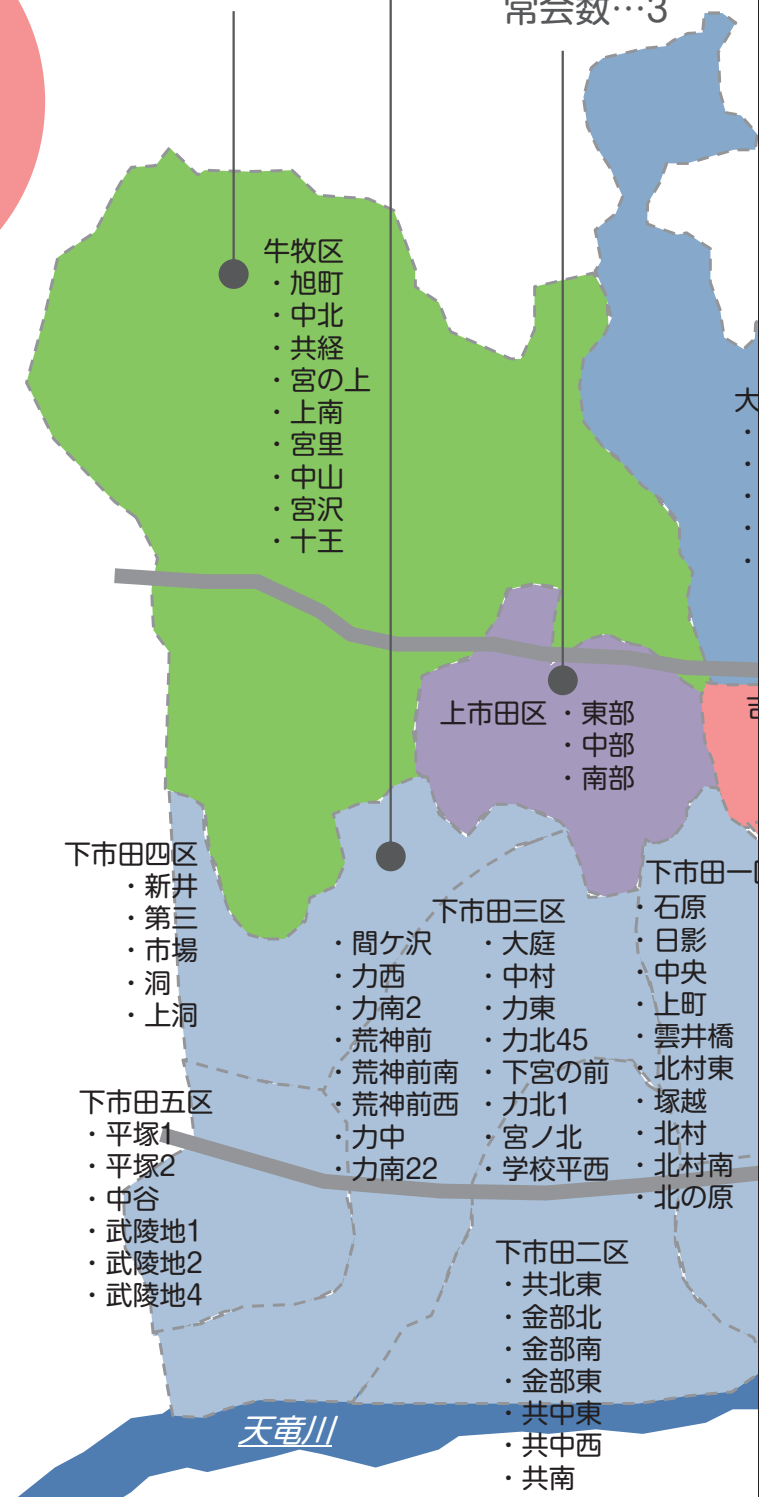 常会数…3
牛牧区
・旭町
・中北
・共経
・宮の上
・上南
・宮里
・中山
・宮沢
・十王
大
・
・
・
・
・
上市田区 ・東部
・中部
・南部
下市田四区
・新井
・第三
・市場
・洞
・上洞
下市田三区
・間ケ沢
・力西
・力南2
・荒神前
・荒神前南
・荒神前西
・力中
・力南22
・大庭
・中村
・力東
・力北45
・下宮の前
・力北1
・宮ノ北
・学校平西
下市田一区
・石原
・日影
・中央
・上町
・雲井橋
・北村東
・塚越
・北村
・北村南
・北の原
下市田五区
・平塚1
・平塚2
・中谷
・武陵地1
・武陵地2
・武陵地4
下市田二区
・共北東
・金部北
・金部南
・金部東
・共中東
・共中西
・共南
天竜川